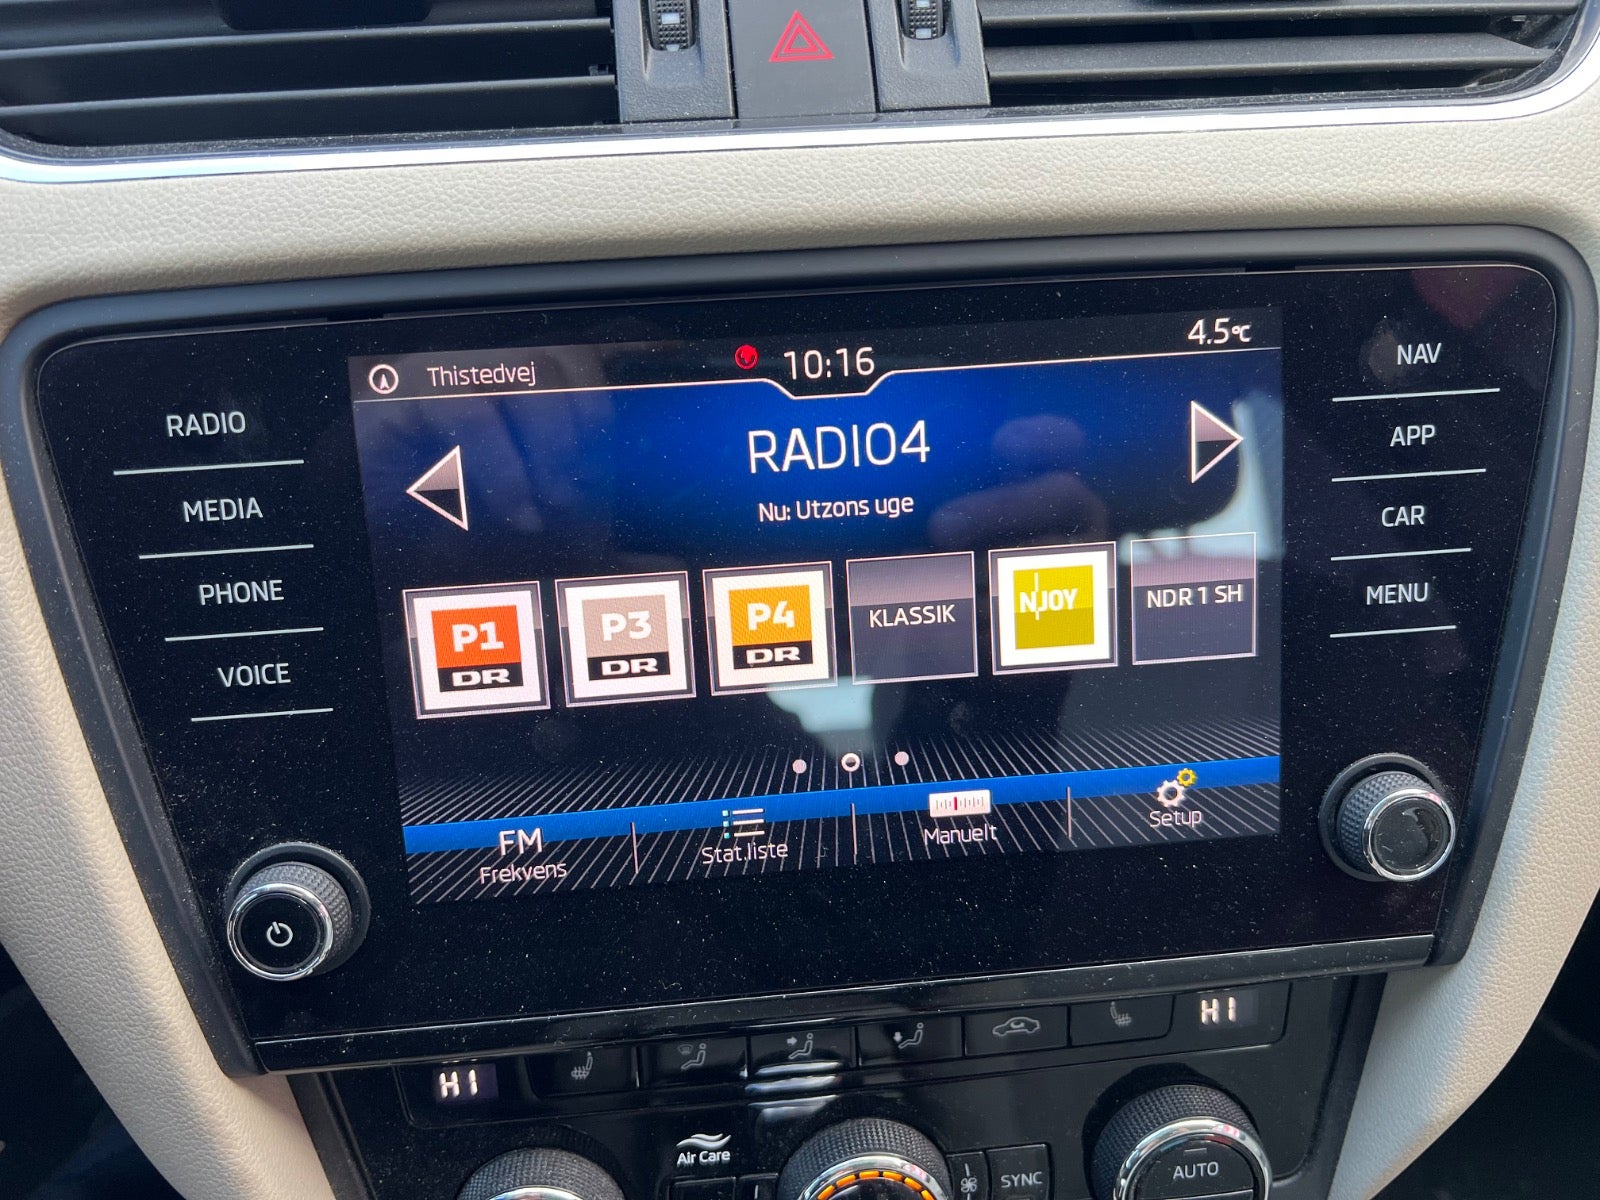 Thistedvej
10:16
4.5°C
RADIO4
Nu: Utzons uge
RADIO
MEDIA
PHONE
VOICE
NAV
APP
CAR
MENU
P1
DR
P3
DR
P4
DR
KLASSIK
N JOY
NDR 1 SH
FM
Frekvens
Stat.liste
Manuelt
Setup
HI
HI
Air Care
SYNC
AUTO